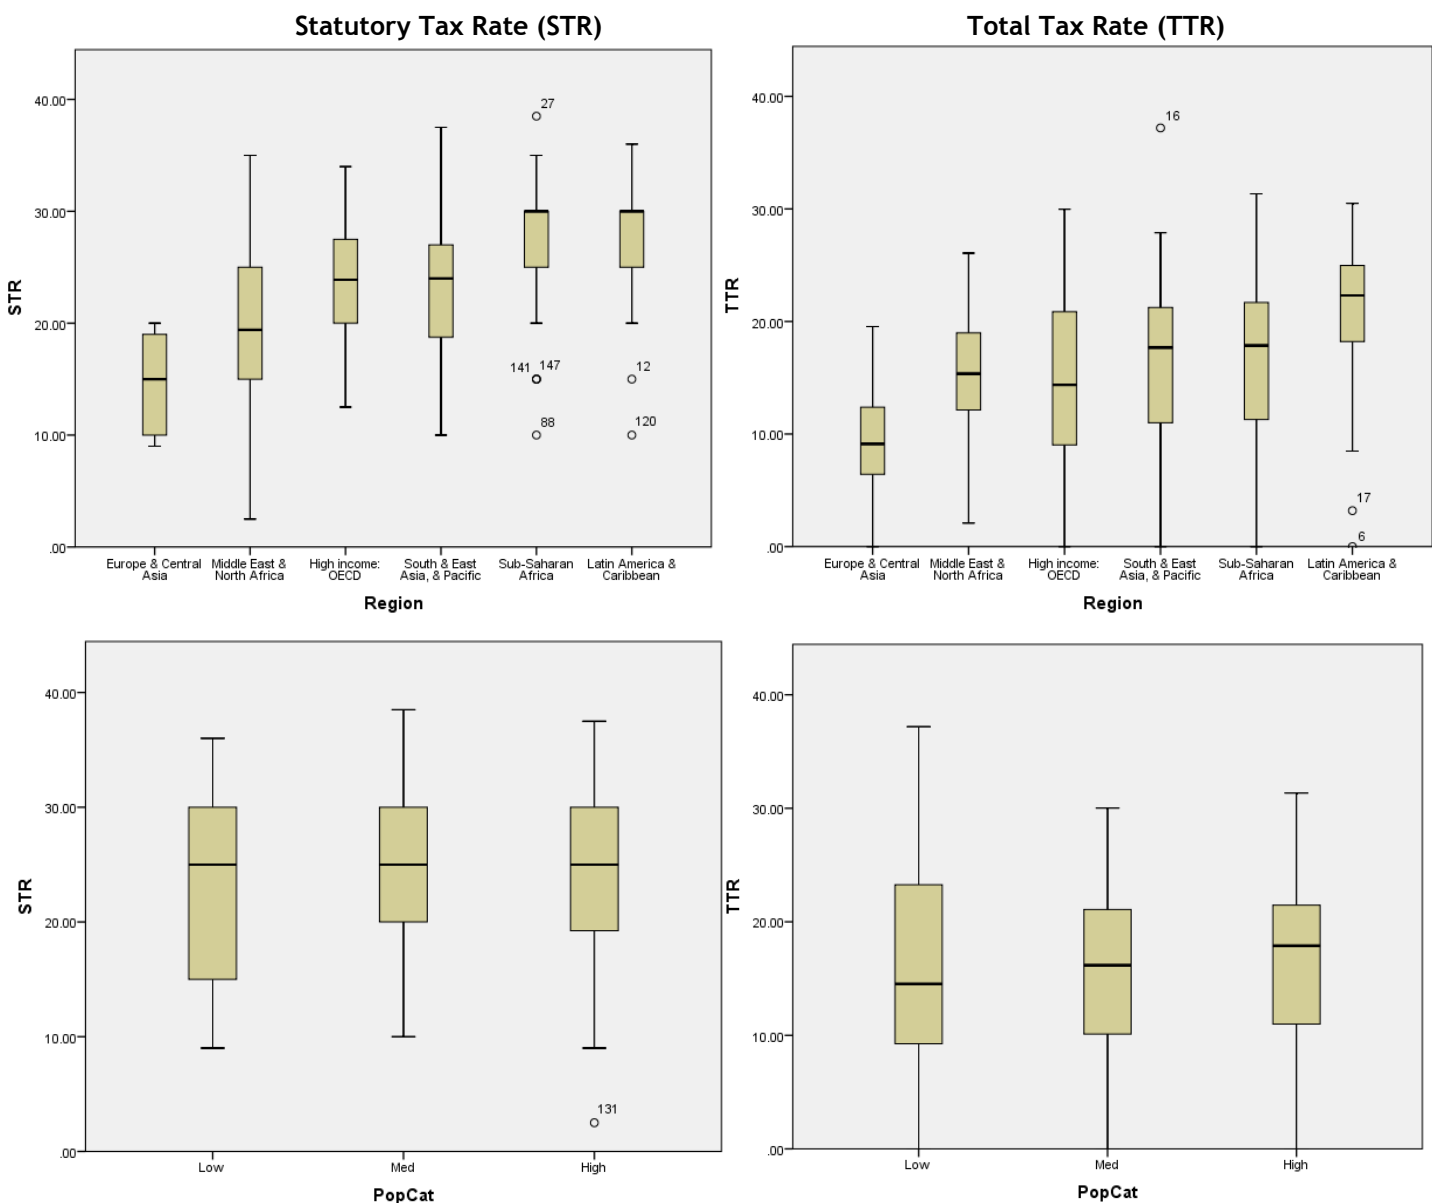 Statutory Tax Rate (STR)
Total Tax Rate (TTR)
40.00
30.00
20.00
10.00
.00
STR
27
141 147
88
12
120
Europe & Central
Asia
Middle East &
North Africa
High income:
OECD
South & East
Asia, & Pacific
Sub-Saharan
Africa
Latin America &
Caribbean
Region
40.00
30.00
20.00
10.00
.00
TTR
16
17
6
Europe & Central
Asia
Middle East &
North Africa
High income:
OECD
South & East
Asia, & Pacific
Sub-Saharan
Africa
Latin America &
Caribbean
Region
40.00
30.00
20.00
10.00
.00
STR
131
Low
Med
High
PopCat
40.00
30.00
20.00
10.00
.00
TTR
Low
Med
High
PopCat